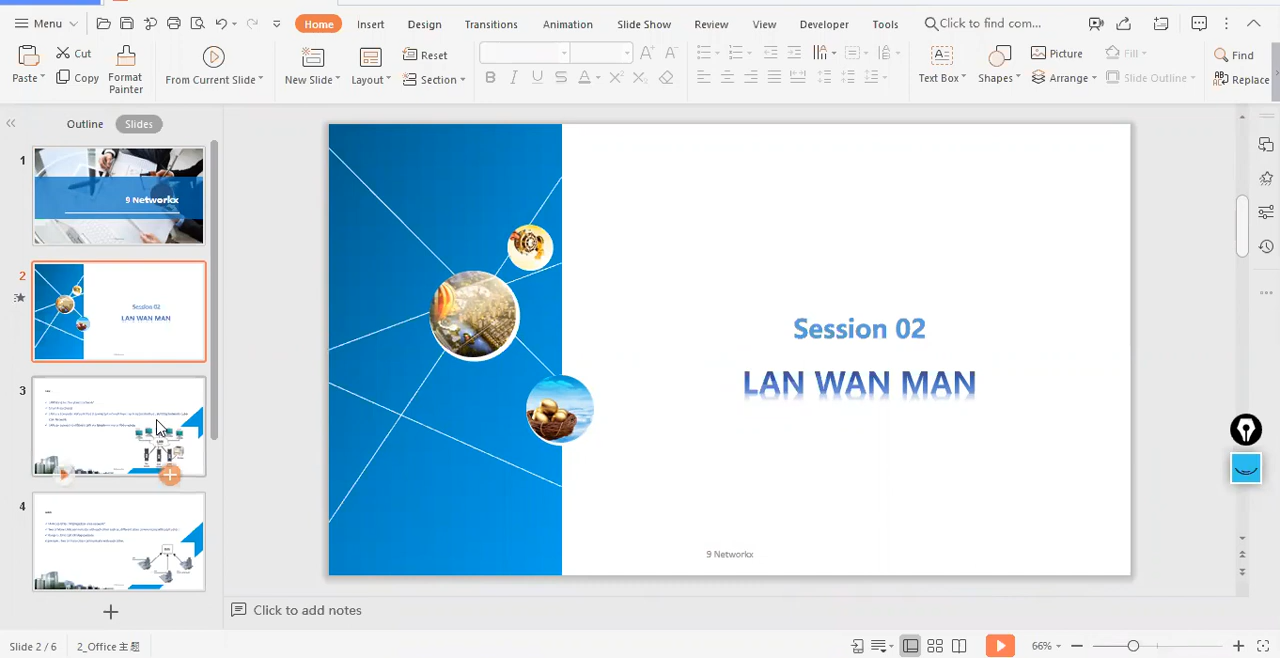 Menu
Home
Insert
Design
Transitions
Animation
Slide Show
Review
View
Developer
Tools
Click to find com...
Paste
Cut
Copy
Format
Painter
From Current Slide
New Slide
Layout
Reset
Section
Text Box
Shapes
Picture
Arrange
Fill
Slide Outline
Find
Replace
Outline
Slides
1
9 Networkx
2
Session 02
LAN WAN MAN
3
4
Session 02
LAN WAN MAN
9 Networkx
Click to add notes
Slide 2 / 6
2_Office 主题
66%